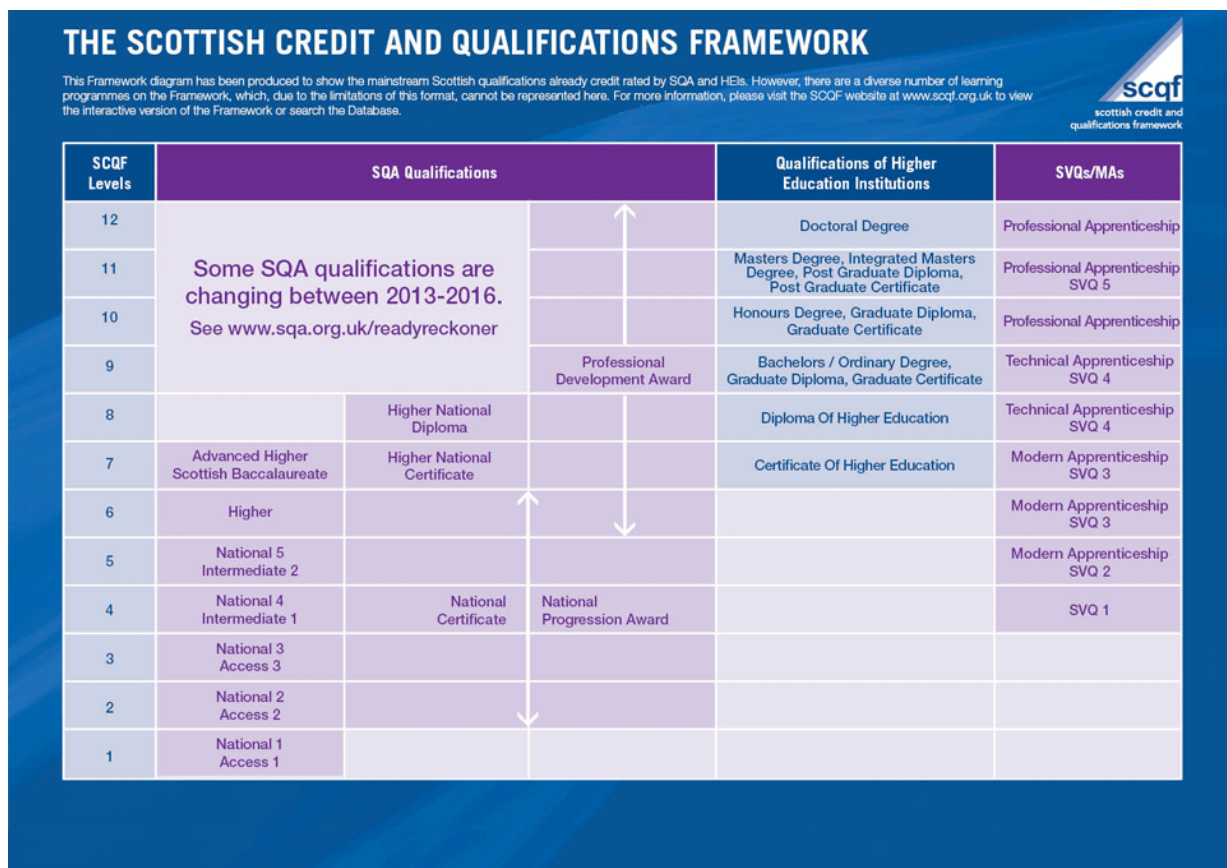 THE SCOTTISH CREDIT AND QUALIFICATIONS FRAMEWORK
This Framework diagram has been produced to show the mainstream Scottish qualifications already credit rated by SQA and HEIs. However, there are a diverse number of learning
programmes on the Framework, which, due to the limitations of this format, cannot be represented here. For more information, please visit the SCQF website at www.scqf.org.uk to view
the interactive version of the Framework or search the Database.
scqf
scottish credit and
qualifications framework
SCQF
Levels
SQA Qualifications
Qualifications of Higher
Education Institutions
SVQs/MAs
12
Doctoral Degree
Professional Apprenticeship
Some SQA qualifications are
changing between 2013-2016.
See www.sqa.org.uk/readyreckoner
11
Masters Degree, Integrated Masters
Degree, Post Graduate Diploma,
Post Graduate Certificate
Professional Apprenticeship
SVQ 5
10
Honours Degree, Graduate Diploma,
Graduate Certificate
Professional Apprenticeship
9
Professional
Development Award
Bachelors / Ordinary Degree,
Graduate Diploma, Graduate Certificate
Technical Apprenticeship
SVQ 4
8
Higher National
Diploma
Diploma Of Higher Education
Technical Apprenticeship
SVQ 4
7
Advanced Higher
Scottish Baccalaureate
Higher National
Certificate
Certificate Of Higher Education
Modern Apprenticeship
SVQ 3
6
Higher
Modern Apprenticeship
SVQ 3
5
National 5
Intermediate 2
Modern Apprenticeship
SVQ 2
4
National 4
Intermediate 1
National
Certificate
National
Progression Award
SVQ 1
3
National 3
Access 3
2
National 2
Access 2
1
National 1
Access 1